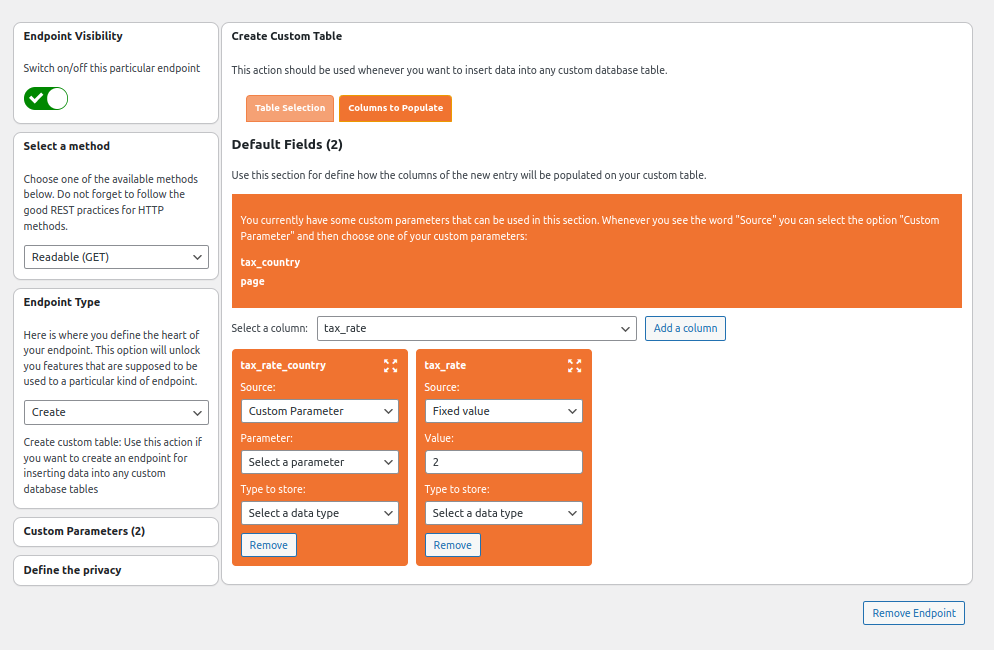 Endpoint Visibility
Switch on/off this particular endpoint
Select a method
Choose one of the available methods
below. Do not forget to follow the
good REST practices for HTTP
methods.
Readable (GET)
Endpoint Type
Here is where you define the heart of
your endpoint. This option will unlock
you features that are supposed to be
used to a particular kind of endpoint.
Create
Create custom table: Use this action if
you want to create an endpoint for
inserting data into any custom
database tables
Custom Parameters (2)
Define the privacy
Create Custom Table
This action should be used whenever you want to insert data into any custom database table.
Table Selection
Columns to Populate
Default Fields (2)
Use this section for define how the columns of the new entry will be populated on your custom table.
You currently have some custom parameters that can be used in this section. Whenever you see the word "Source" you can select the option "Custom
Parameter" and then choose one of your custom parameters:
tax_country
page
Select a column:
tax_rate
Add a column
tax_rate_country
Source:
Custom Parameter
Parameter:
Select a parameter
Type to store:
Select a data type
Remove
tax_rate
Source:
Fixed value
Value:
2
Type to store:
Select a data type
Remove
Remove Endpoint